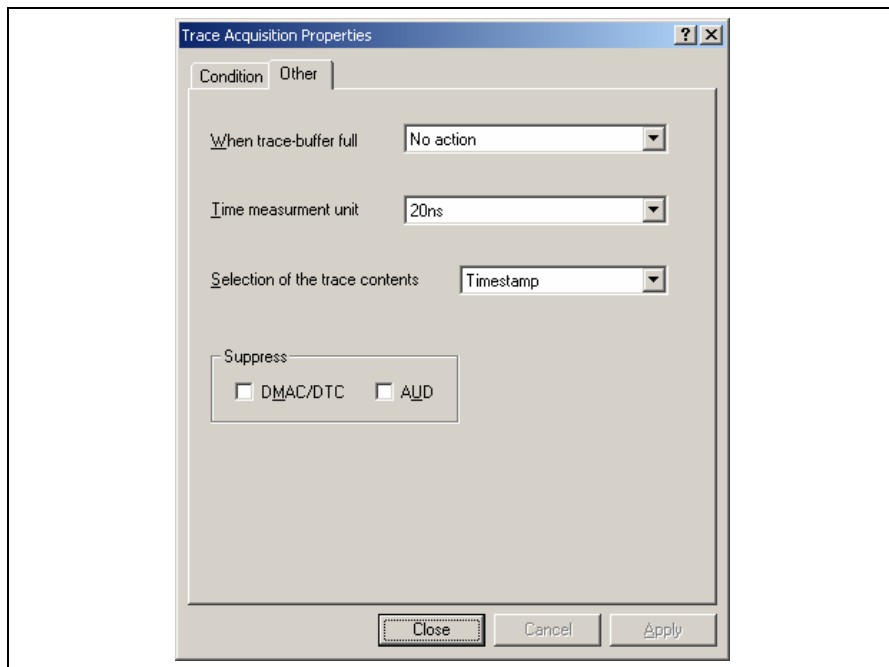 Trace Acquisition Properties
Condition Other
When trace-buffer full No action
Time measurment unit 20ns
Selection of the trace contents Timestamp
Suppress
DMAC/DTC AUD
Close Cancel Apply